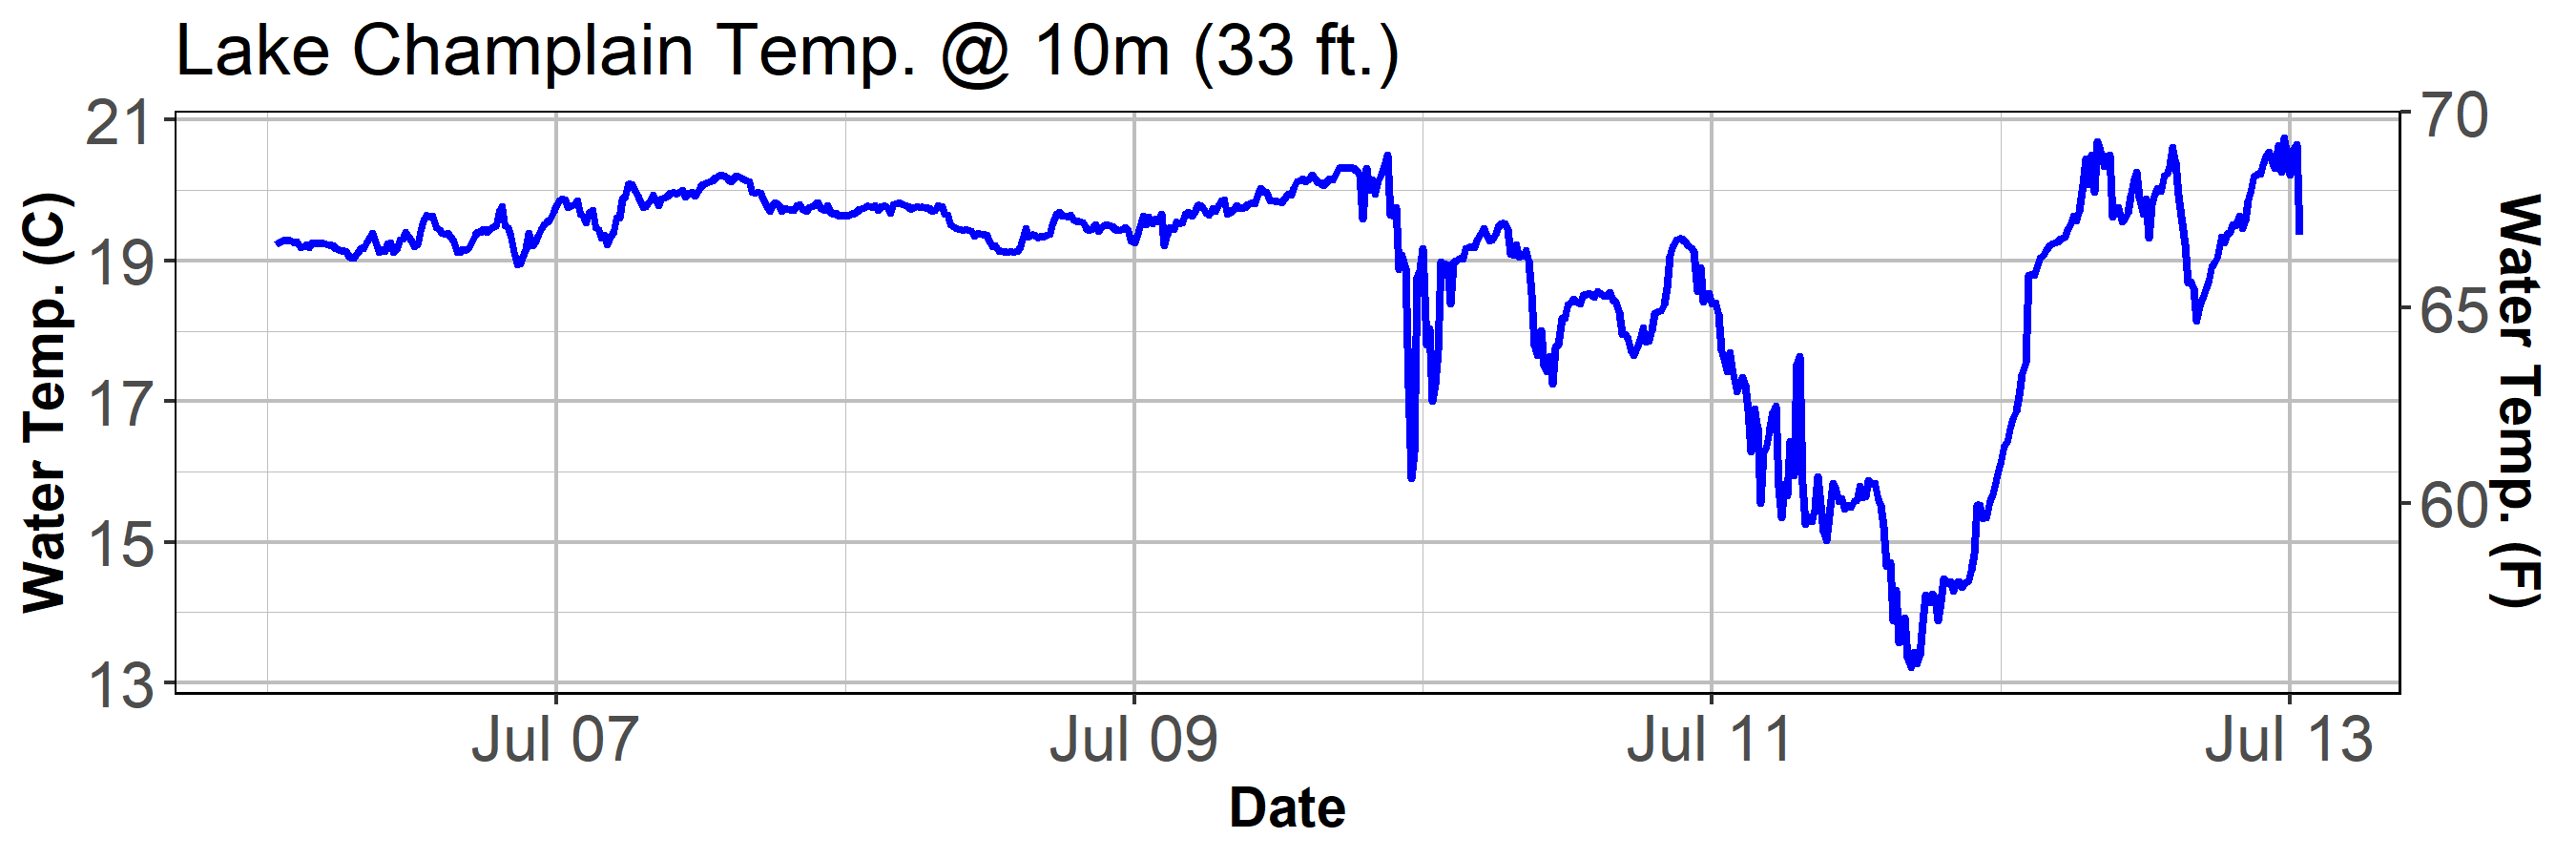 Lake Champlain Temp. @ 10m (33 ft.)
Water Temp. (C)
21
19
17
15
13
70
65
60
Water Temp. (F)
Jul 07
Jul 09
Jul 11
Jul 13
Date